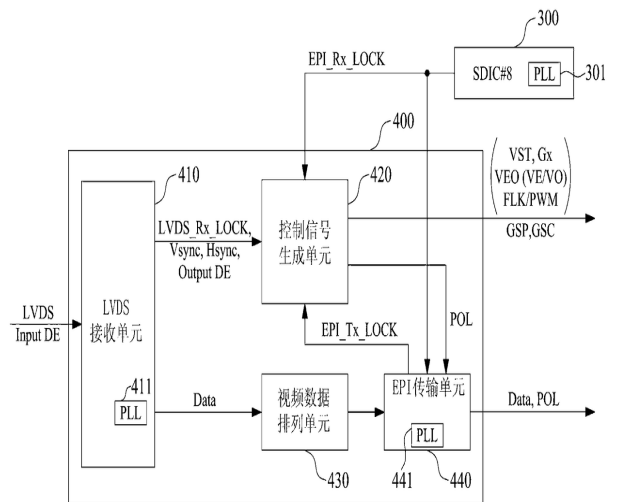 300
SDIC#8
PLL
301
EPI_Rx_LOCK
400
410
420
VST, Gx
VEO (VE/VO)
FLK/PWM
GSP,GSC
LVDS_Rx_LOCK,
Vsync, Hsync,
Output DE
控制信号
生成单元
LVDS
Input DE
LVDS
接收单元
EPI_Tx_LOCK
POL
411
PLL
Data
视频数据
排列单元
430
EPI传输单元
PLL
441
440
Data, POL